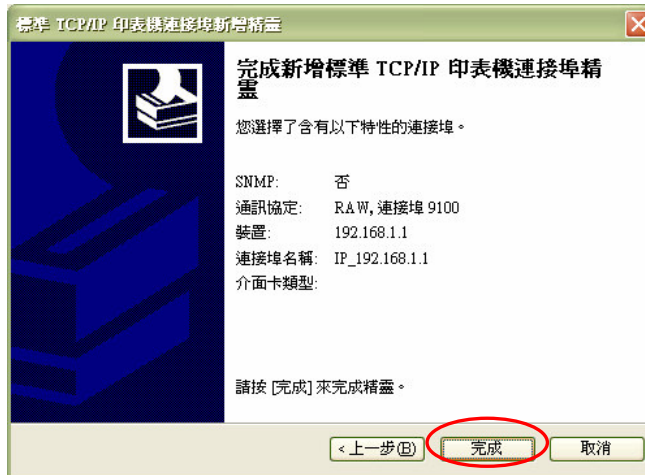 標準 TCP/IP 印表機連接埠新增精靈
完成新增標準 TCP/IP 印表機連接埠精
靈
您選擇了含有以下特性的連接埠。
SNMP: 否
通訊協定: RAW, 連接埠 9100
裝置: 192.168.1.1
連接埠名稱: IP_192.168.1.1
介面卡類型:
請按 [完成] 來完成精靈。
<上一步(B) 完成 取消